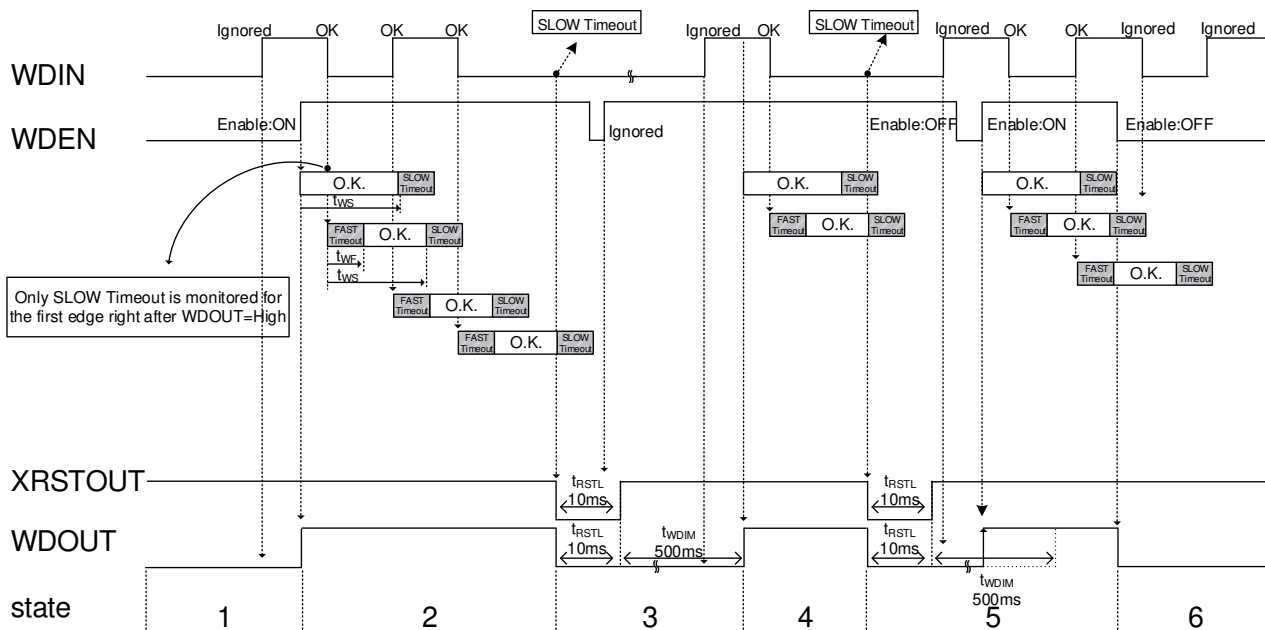 SLOW Timeout
SLOW Timeout
Ignored
OK
OK
OK
Ignored
OK
Ignored
OK
OK
Ignored
Ignored
WDIN
WDEN
Enable:ON
Ignored
Enable:OFF
Enable:ON
Enable:OFF
O.K.
SLOW
Timeout
tWS
FAST
Timeout
O.K.
SLOW
Timeout
tWF
tWS
FAST
Timeout
O.K.
SLOW
Timeout
FAST
Timeout
O.K.
SLOW
Timeout
Only SLOW Timeout is monitored for
the first edge right after WDOUT=High
O.K.
SLOW
Timeout
FAST
Timeout
O.K.
SLOW
Timeout
O.K.
SLOW
Timeout
FAST
Timeout
O.K.
SLOW
Timeout
FAST
Timeout
O.K.
SLOW
Timeout
XRSTOUT
tRSTL
10ms
tRSTL
10ms
WDOUT
tRSTL
10ms
tWDIM
500ms
tRSTL
10ms
tWDIM
500ms
state
1
2
3
4
5
6